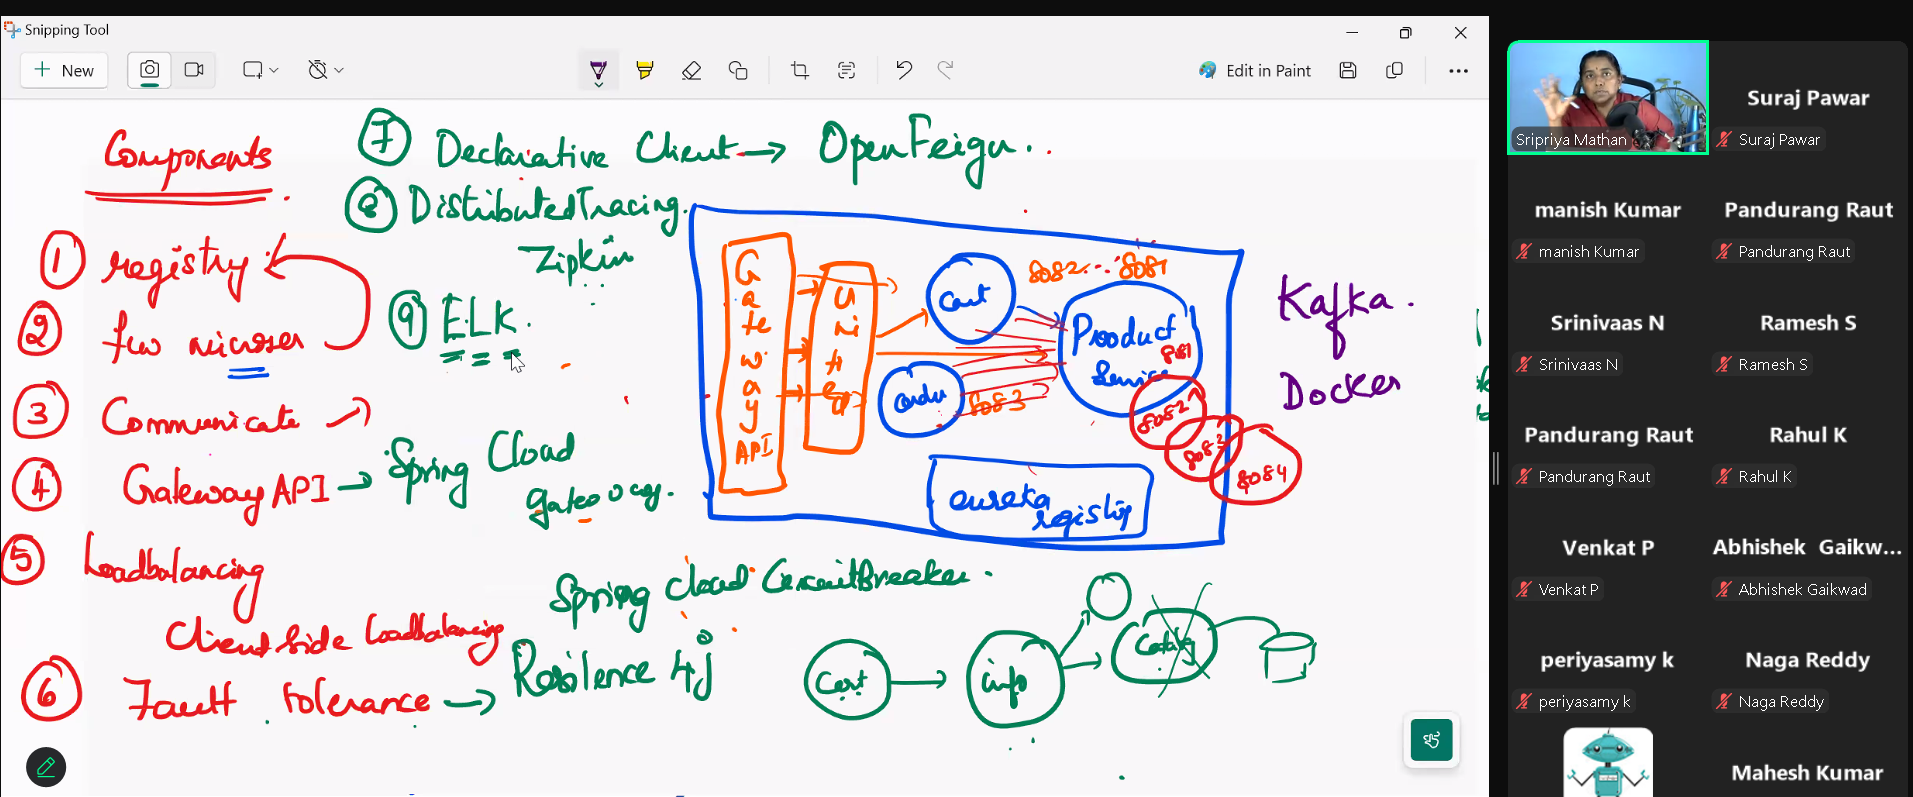 Snipping Tool
New
Edit in Paint
Components
7 Declarative Client → OpenFeign.
8 Distributed Tracing.
Zipkin
1 registry
2 few microser
9 ELK.
3 Communicate
4 Gateway API → Spring Cloud
gateway.
5 Loadbalancing
Client Side Loadbalancing
6 Fault tolerance → Resilence 4j
Spring Cloud CircuitBreaker.
Gateway
API
Cart
8082... 8081
Product
Service
8081
order
8083
8082
8083
8084
eureka
registry
Kafka.
Docker
Cart
info
Sripriya Mathan
Suraj Pawar
Suraj Pawar
manish Kumar
manish Kumar
Pandurang Raut
Pandurang Raut
Srinivaas N
Srinivaas N
Ramesh S
Ramesh S
Pandurang Raut
Pandurang Raut
Rahul K
Rahul K
Venkat P
Venkat P
Abhishek Gaikw...
Abhishek Gaikwad
periyasamy k
periyasamy k
Naga Reddy
Naga Reddy
Mahesh Kumar